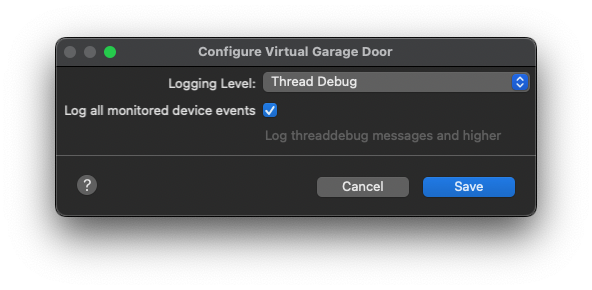 Configure Virtual Garage Door
Logging Level: Thread Debug
Log all monitored device events
Log threaddebug messages and higher
? Cancel Save